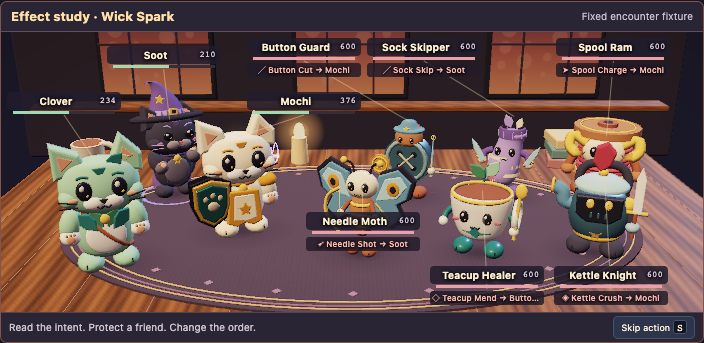 Effect study · Wick Spark
Fixed encounter fixture
Soot 210
Button Guard 600
Button Cut → Mochi
Sock Skipper 600
Sock Skip → Soot
Spool Ram 600
Spool Charge → Mochi
Clover 234
Mochi 376
Needle Moth 600
Needle Shot → Soot
Teacup Healer 600
Teacup Mend → Butto...
Kettle Knight 600
Kettle Crush → Mochi
Read the intent. Protect a friend. Change the order.
Skip action S